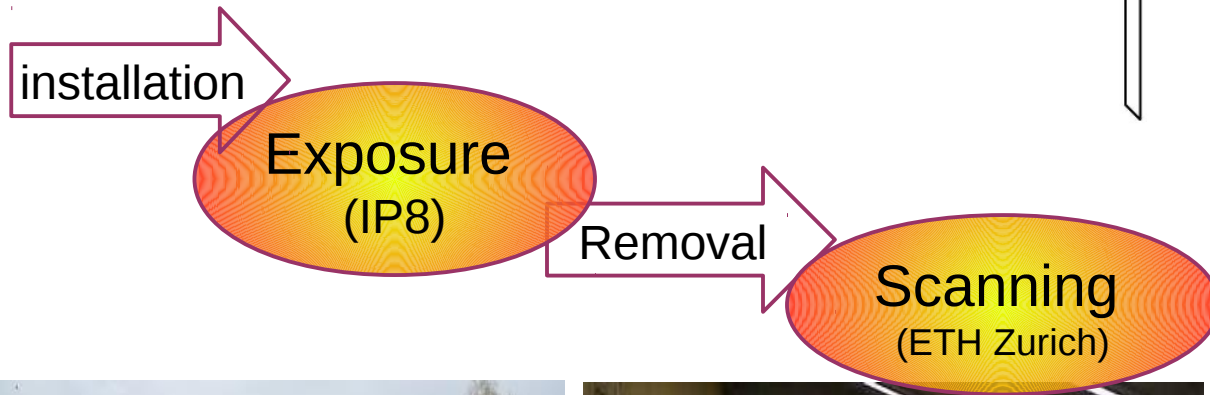 installation
Exposure
(IP8)
Removal
Scanning
(ETH Zurich)